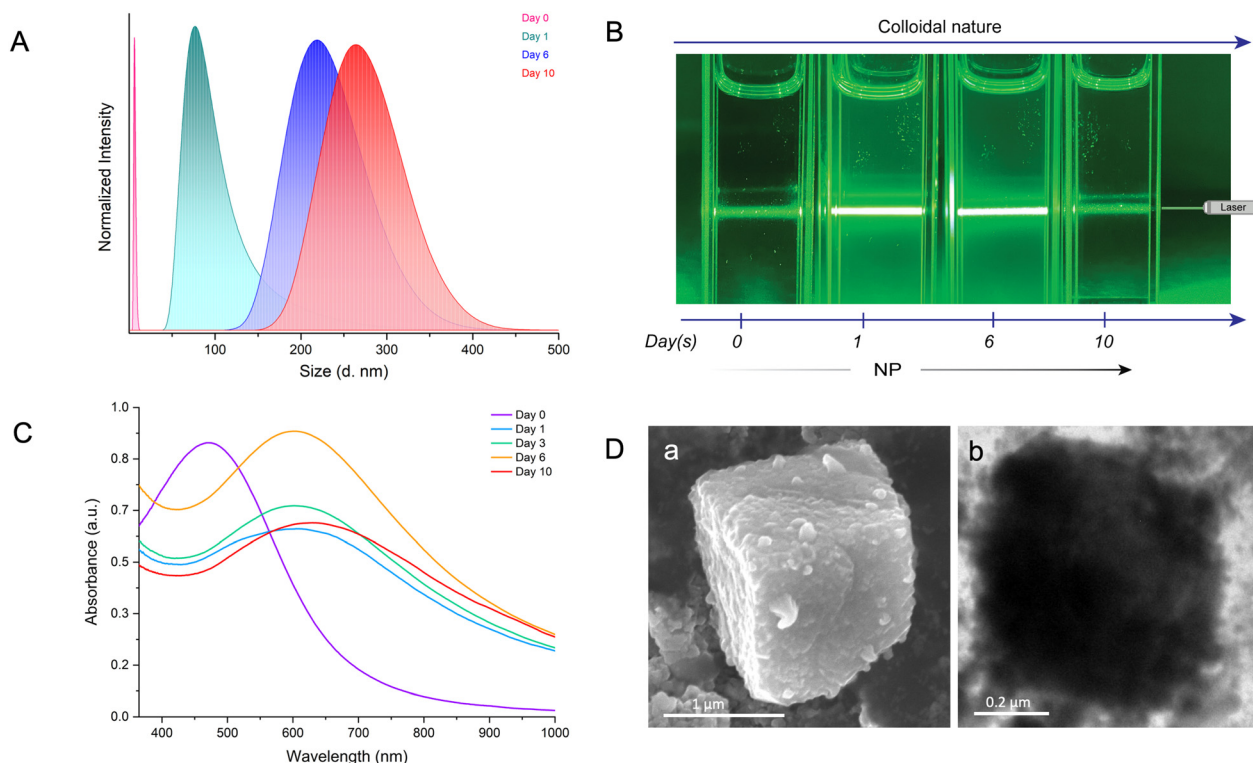 A
Normalized Intensity
Day 0
Day 1
Day 6
Day 10
100
200
300
400
500
Size (d. nm)
B
Colloidal nature
Laser
Day(s)
0
1
6
10
NP
C
Absorbance (a.u.)
1.0
0.8
0.7
0.5
0.3
0.2
0.0
Day 0
Day 1
Day 3
Day 6
Day 10
400
500
600
700
800
900
1000
Wavelength (nm)
D
a
1 µm
b
0.2 µm